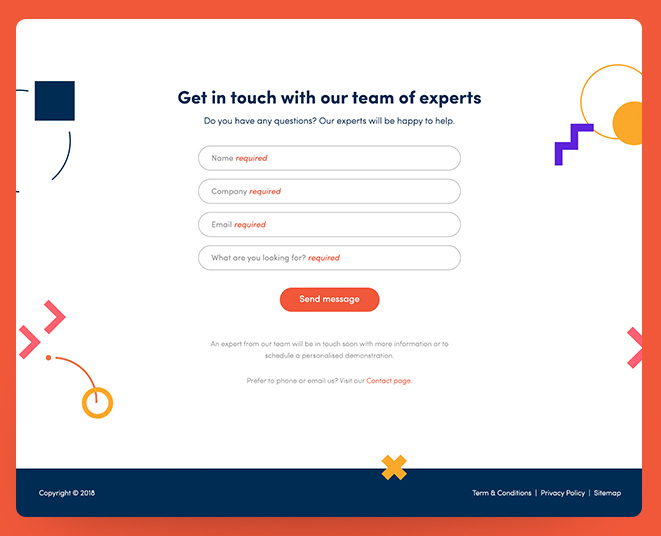 Get in touch with our team of experts
Do you have any questions? Our experts will be happy to help.
Name required
Company required
Email required
What are you looking for? required
Send message
An expert from our team will be in touch soon with more information or to
schedule a personalised demonstration.
Prefer to phone or email us? Visit our Contact page.
Copyright © 2018
Term & Conditions | Privacy Policy | Sitemap